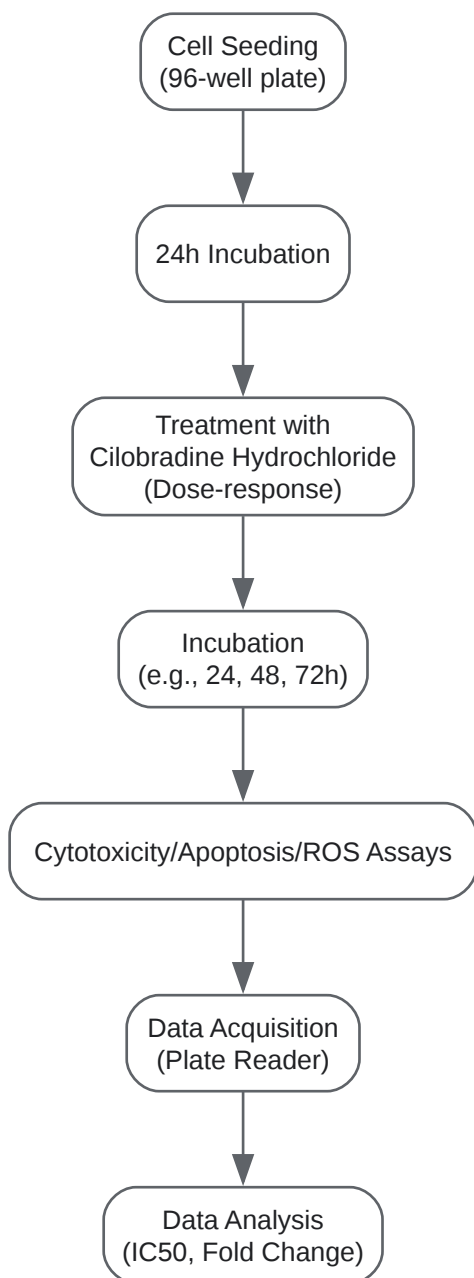 Cell Seeding
(96-well plate)
24h Incubation
Treatment with
Cilobradine Hydrochloride
(Dose-response)
Incubation
(e.g., 24, 48, 72h)
Cytotoxicity/Apoptosis/ROS Assays
Data Acquisition
(Plate Reader)
Data Analysis
(IC50, Fold Change)